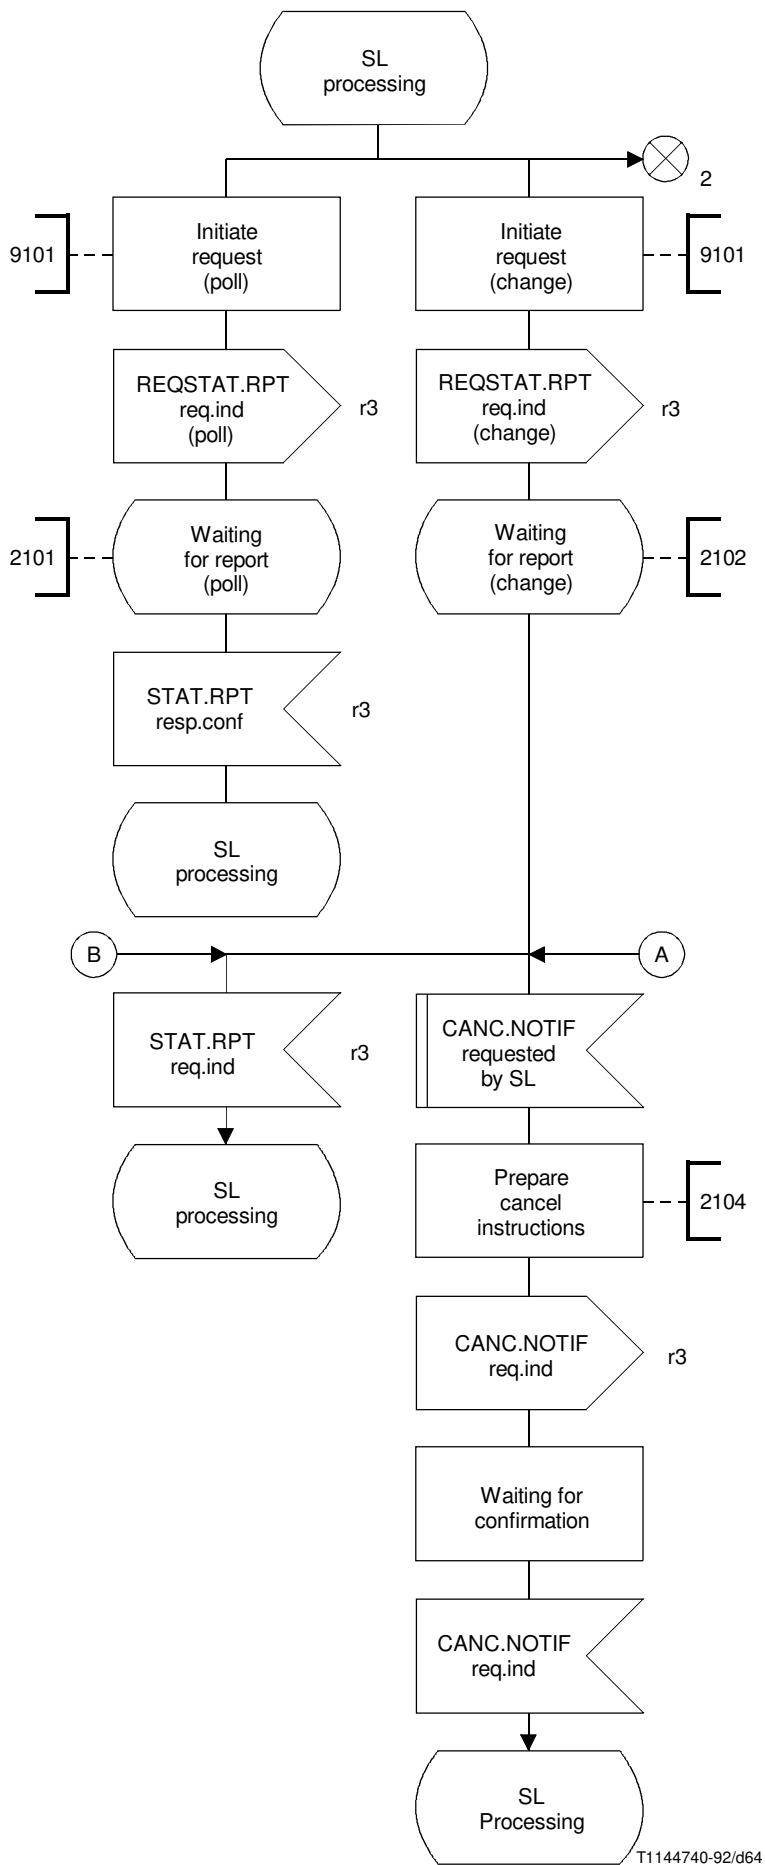 SL
processing
2
9101
Initiate
request
(poll)
Initiate
request
(change)
9101
REQSTAT.RPT
req.ind
(poll)
r3
REQSTAT.RPT
req.ind
(change)
r3
2101
Waiting
for report
(poll)
Waiting
for report
(change)
2102
STAT.RPT
resp.conf
r3
SL
processing
B
A
STAT.RPT
req.ind
r3
CANC.NOTIF
requested
by SL
SL
processing
Prepare
cancel
instructions
2104
CANC.NOTIF
req.ind
r3
Waiting for
confirmation
CANC.NOTIF
req.ind
SL
Processing
T1144740-92/d64